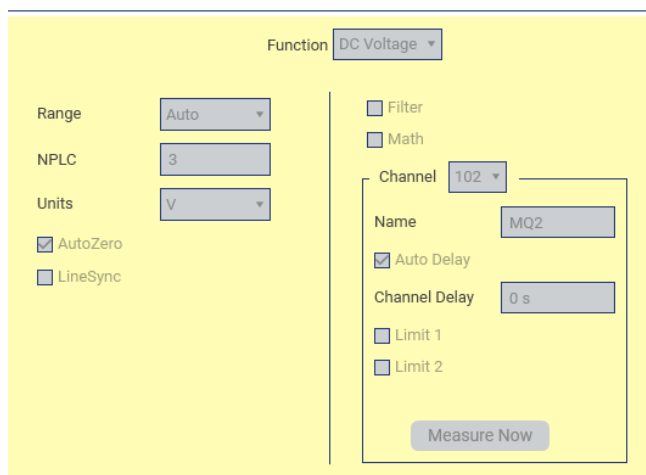 Function DC Voltage
Range Auto
NPLC 3
Units V
AutoZero
LineSync
Filter
Math
Channel 102
Name MQ2
Auto Delay
Channel Delay 0 s
Limit 1
Limit 2
Measure Now